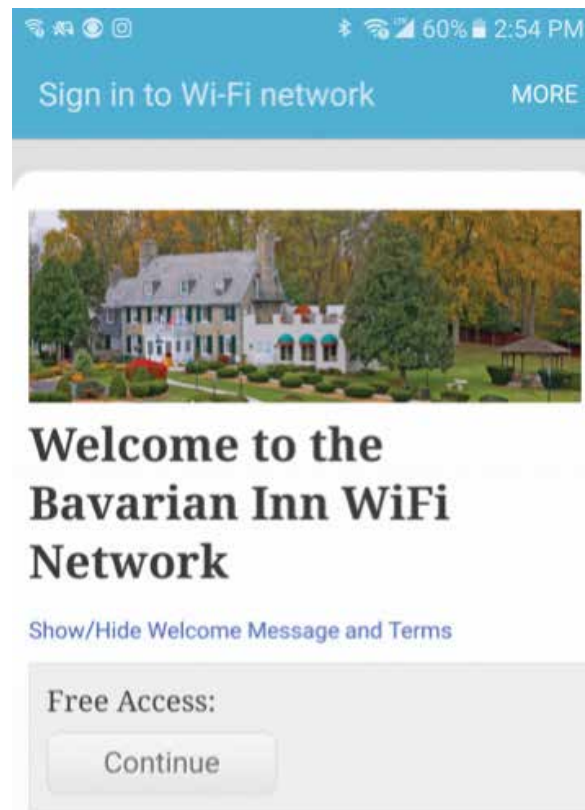 60% 2:54 PM
Sign in to Wi-Fi network MORE
Welcome to the
Bavarian Inn WiFi
Network
Show/Hide Welcome Message and Terms
Free Access:
Continue